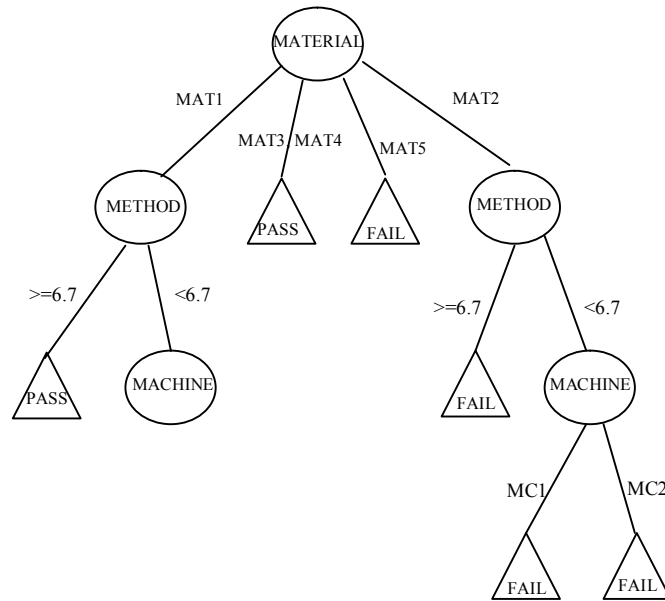 MATERIAL
MAT1
MAT3, MAT4
MAT5
MAT2
METHOD
PASS
FAIL
METHOD
>=6.7
<6.7
>=6.7
<6.7
PASS
MACHINE
FAIL
MACHINE
MC1
MC2
FAIL
FAIL